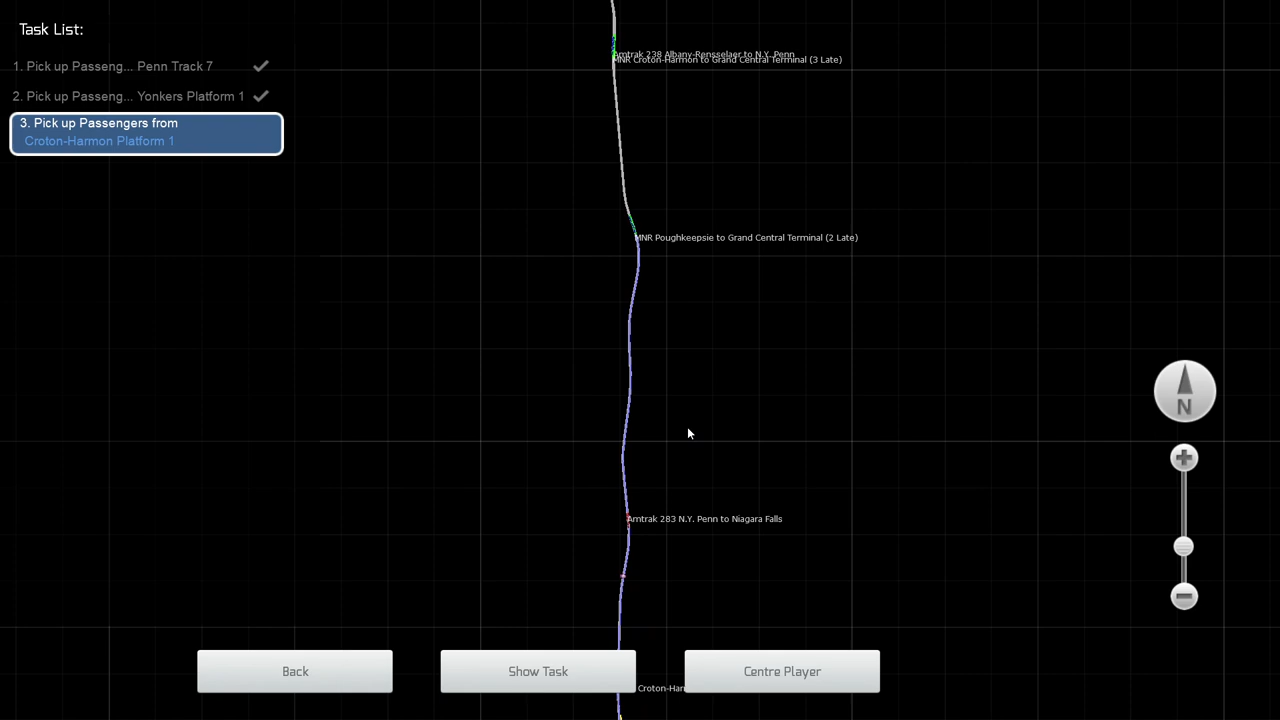 Task List:
1. Pick up Passeng... Penn Track 7
2. Pick up Passeng... Yonkers Platform 1
3. Pick up Passengers from
Croton-Harmon Platform 1
Amtrak 238 Albany-Rensselaer to N.Y. Penn
MNR Croton-Harmon to Grand Central Terminal (3 Late)
MNR Poughkeepsie to Grand Central Terminal (2 Late)
N
Amtrak 283 N.Y. Penn to Niagara Falls
Back
Show Task
Centre Player
Croton-Har